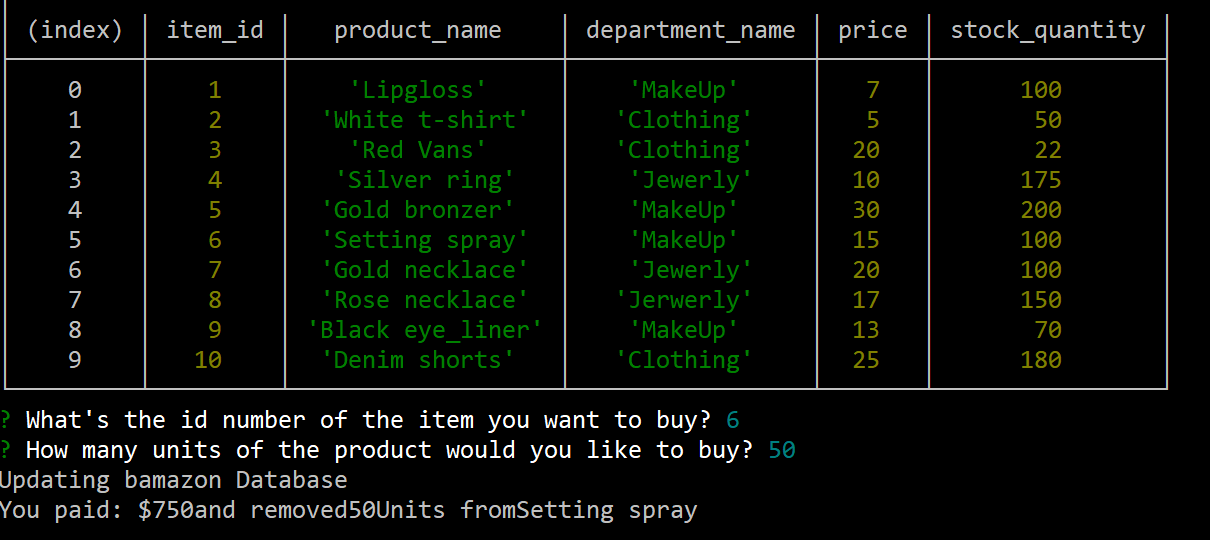 (index) item_id product_name department_name price stock_quantity
0 1 'Lipgloss' 'MakeUp' 7 100
1 2 'White t-shirt' 'Clothing' 5 50
2 3 'Red Vans' 'Clothing' 20 22
3 4 'Silver ring' 'Jewerly' 10 175
4 5 'Gold bronzer' 'MakeUp' 30 200
5 6 'Setting spray' 'MakeUp' 15 100
6 7 'Gold necklace' 'Jewerly' 20 100
7 8 'Rose necklace' 'Jerwerly' 17 150
8 9 'Black eye_liner' 'MakeUp' 13 70
9 10 'Denim shorts' 'Clothing' 25 180
? What's the id number of the item you want to buy? 6
? How many units of the product would you like to buy? 50
Updating bamazon Database
You paid: $750and removed50Units fromSetting spray